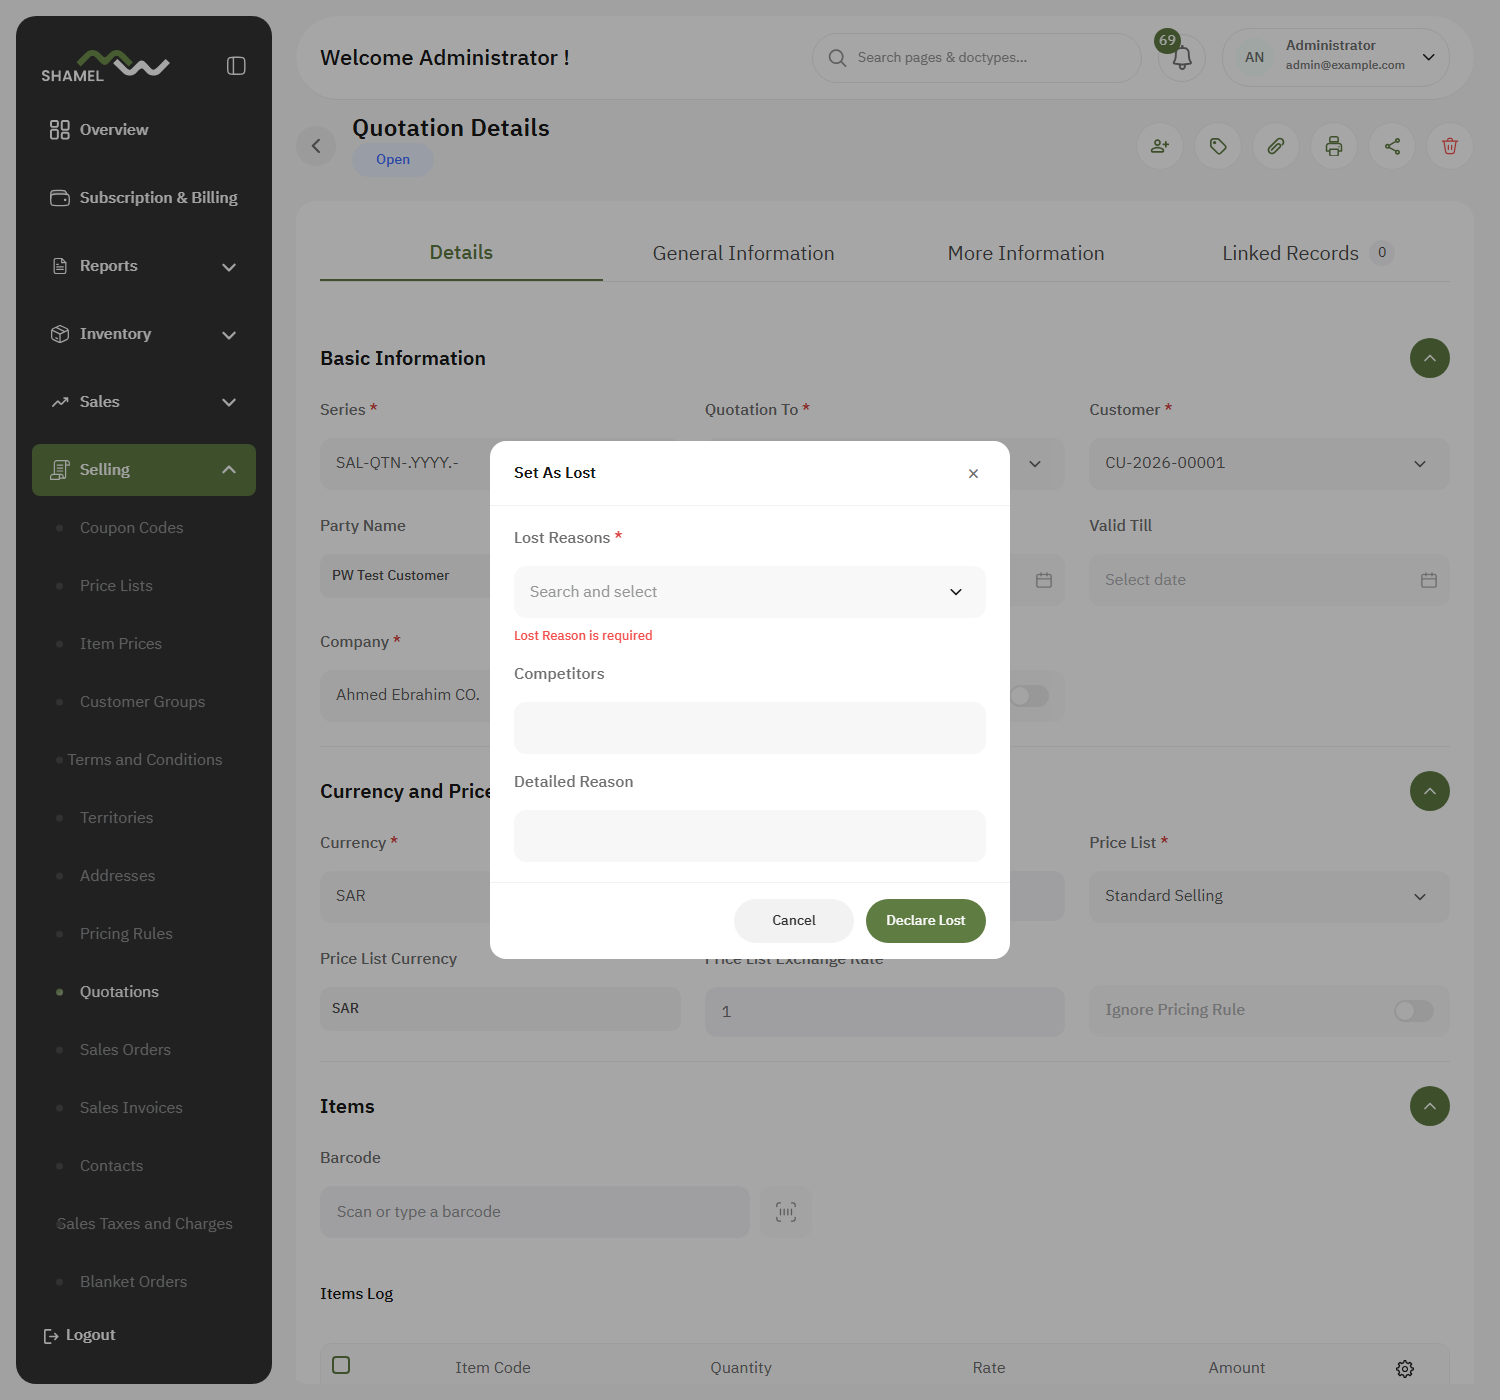 SHAMEL
Overview
Subscription & Billing
Reports
Inventory
Sales
Selling
Coupon Codes
Price Lists
Item Prices
Customer Groups
Terms and Conditions
Territories
Addresses
Pricing Rules
Quotations
Sales Orders
Sales Invoices
Contacts
Sales Taxes and Charges
Blanket Orders
Logout
Welcome Administrator !
Search pages & doctypes...
69
AN
Administrator
admin@example.com
Quotation Details
Open
Details
General Information
More Information
Linked Records 0
Basic Information
Series *
Quotation To *
Customer *
SAL-QTN-.YYYY.-
CU-2026-00001
Party Name
Valid Till
PW Test Customer
Select date
Company *
Ahmed Ebrahim CO.
Set As Lost
Lost Reasons *
Search and select
Lost Reason is required
Competitors
Detailed Reason
Cancel
Declare Lost
Currency and Price
Currency *
Price List *
SAR
Standard Selling
Price List Currency
Price List Exchange Rate
SAR
1
Ignore Pricing Rule
Items
Barcode
Scan or type a barcode
Items Log
Item Code
Quantity
Rate
Amount